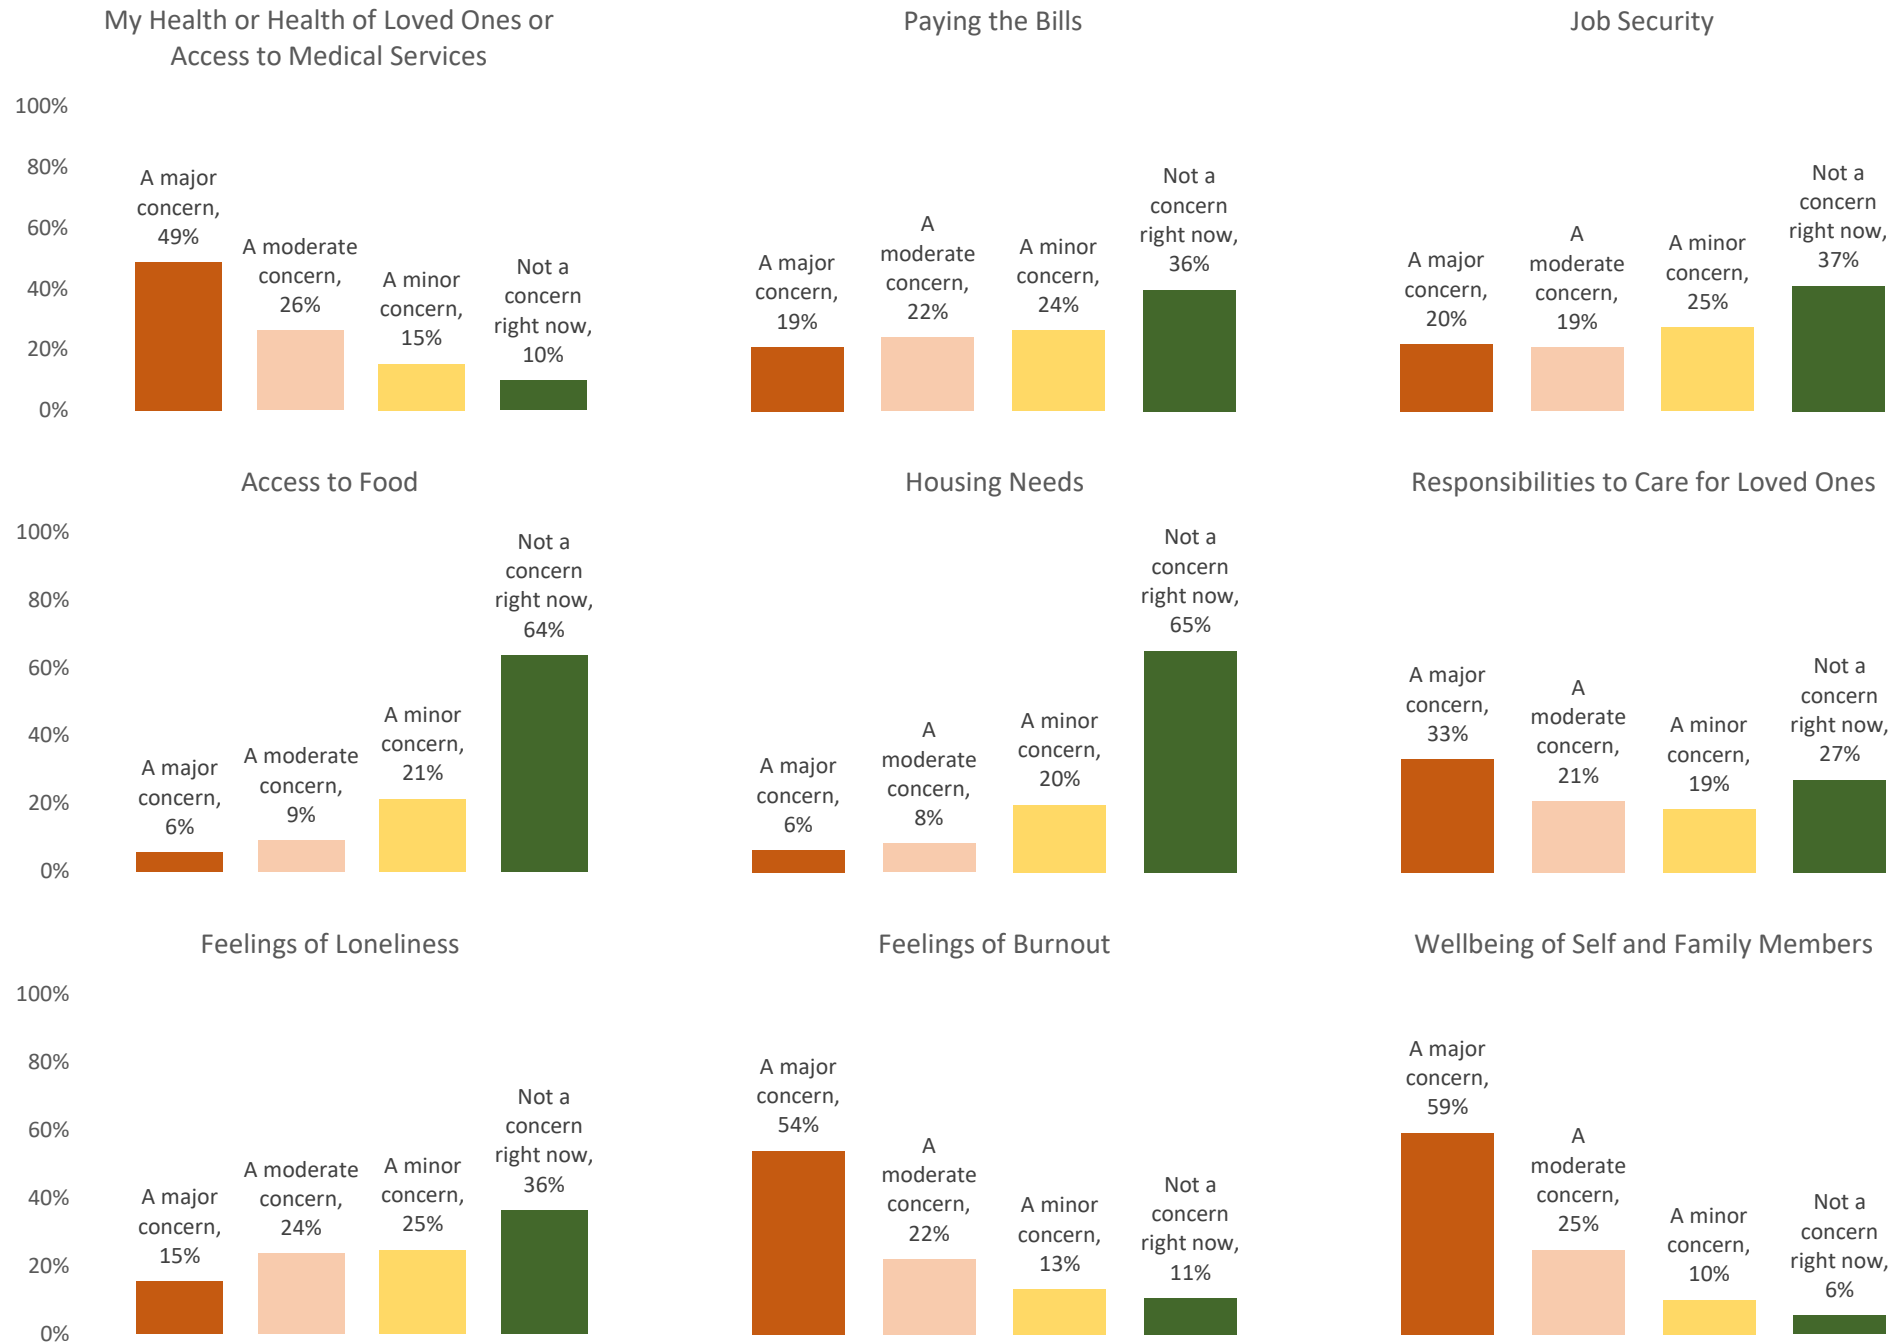 My Health or Health of Loved Ones or
Access to Medical Services
100%
80%
60%
40%
20%
0%
A major
concern,
49%
A moderate
concern,
26%
A minor
concern,
15%
Not a
concern
right now,
10%
Paying the Bills
A major
concern,
19%
A
moderate
concern,
22%
A minor
concern,
24%
Not a
concern
right now,
36%
Job Security
A major
concern,
20%
A
moderate
concern,
19%
A minor
concern,
25%
Not a
concern
right now,
37%
Access to Food
100%
80%
60%
40%
20%
0%
A major
concern,
6%
A moderate
concern,
9%
A minor
concern,
21%
Not a
concern
right now,
64%
Housing Needs
A major
concern,
6%
A
moderate
concern,
8%
A minor
concern,
20%
Not a
concern
right now,
65%
Responsibilities to Care for Loved Ones
A major
concern,
33%
A
moderate
concern,
21%
A minor
concern,
19%
Not a
concern
right now,
27%
Feelings of Loneliness
100%
80%
60%
40%
20%
0%
A major
concern,
15%
A moderate
concern,
24%
A minor
concern,
25%
Not a
concern
right now,
36%
Feelings of Burnout
A major
concern,
54%
A
moderate
concern,
22%
A minor
concern,
13%
Not a
concern
right now,
11%
Wellbeing of Self and Family Members
A major
concern,
59%
A
moderate
concern,
25%
A minor
concern,
10%
Not a
concern
right now,
6%